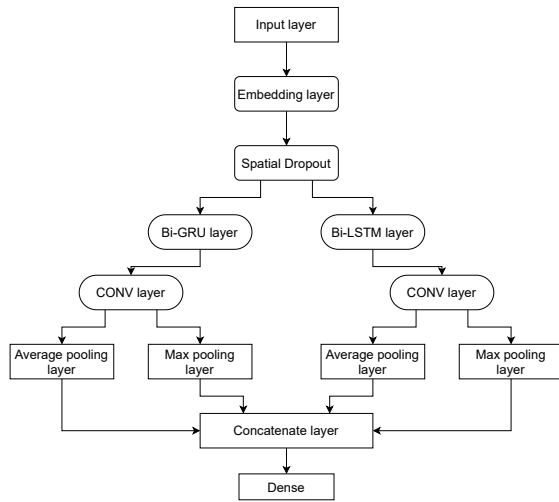 Input layer
Embedding layer
Spatial Dropout
Bi-GRU layer
Bi-LSTM layer
CONV layer
CONV layer
Average pooling
layer
Max pooling
layer
Average pooling
layer
Max pooling
layer
Concatenate layer
Dense